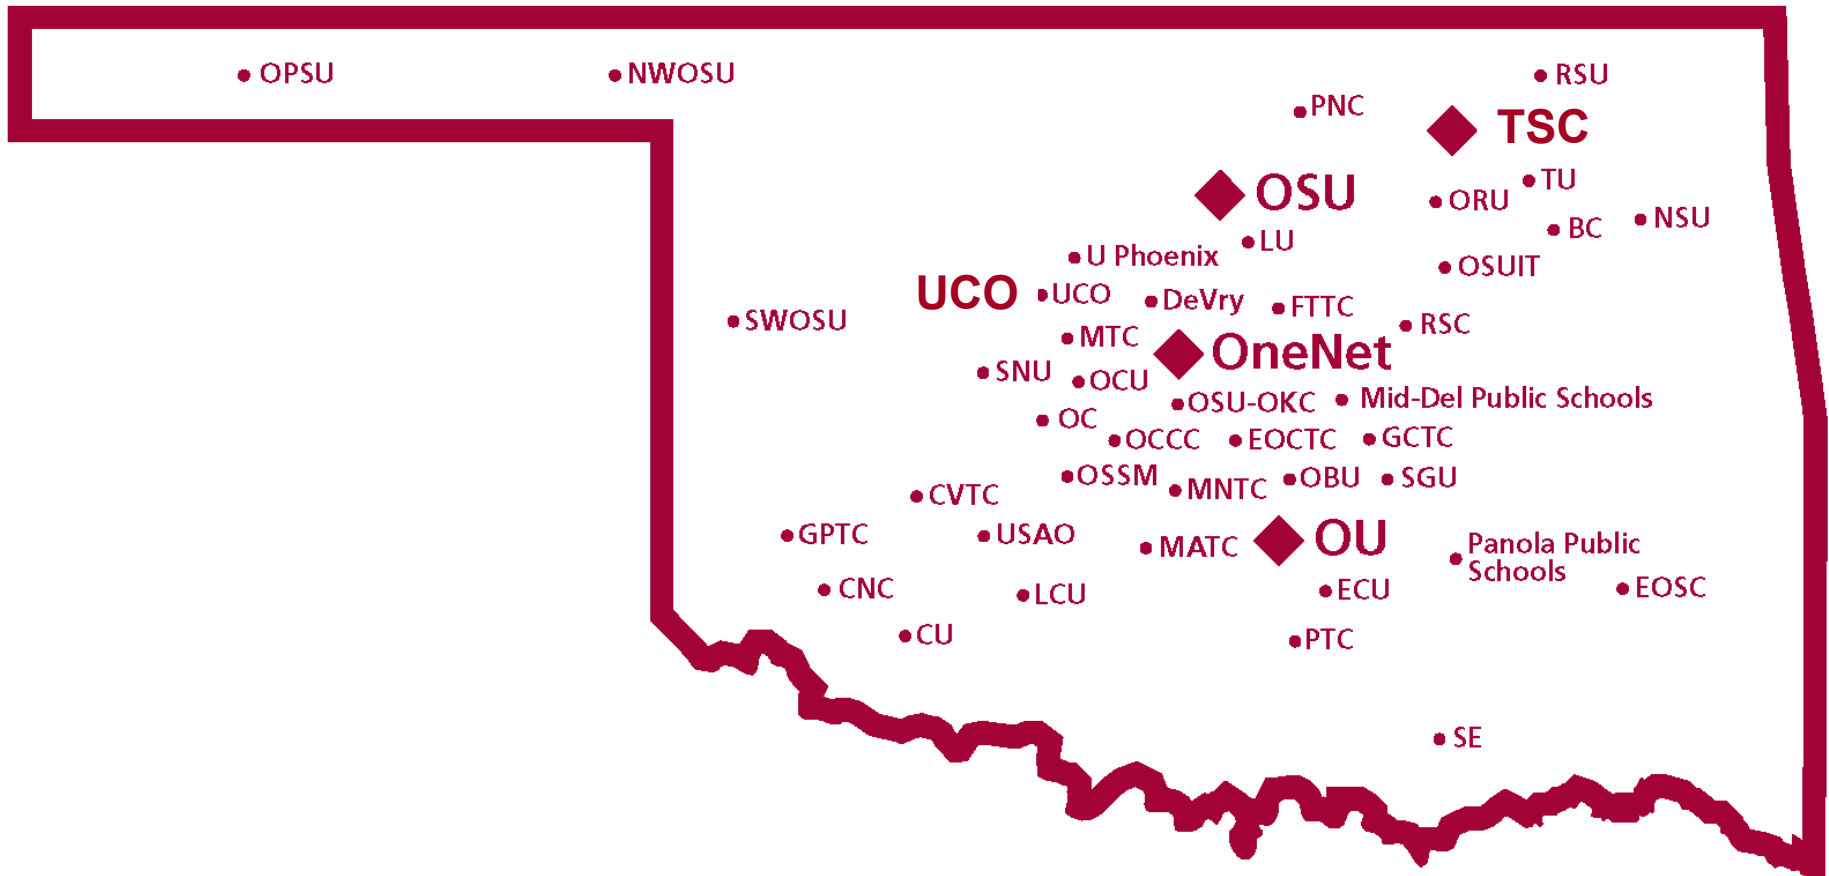 OPSU
NWOSU
RSU
PNC
TSC
TU
OSU
ORU
NSU
BC
LU
U Phoenix
OSUIT
UCO
UCO
DeVry
FTTC
SWOSU
RSC
MTC
OneNet
SNU
OCU
OSU-OKC
Mid-Del Public Schools
OC
OCCC
EOCTC
GCTC
OSSM
MNTC
OBU
SGU
CVTC
GPTC
USAO
MATC
OU
Panola Public
Schools
CNC
LCU
ECU
EOSC
CU
PTC
SE